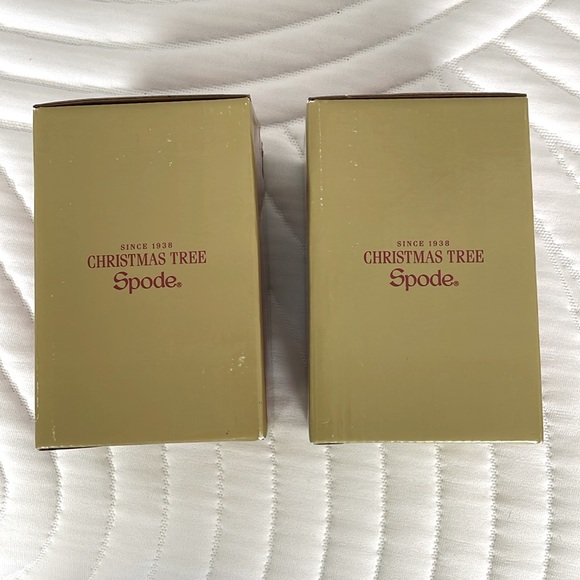 SINCE 1938
CHRISTMAS TREE
Spode®
SINCE 1938
CHRISTMAS TREE
Spode®